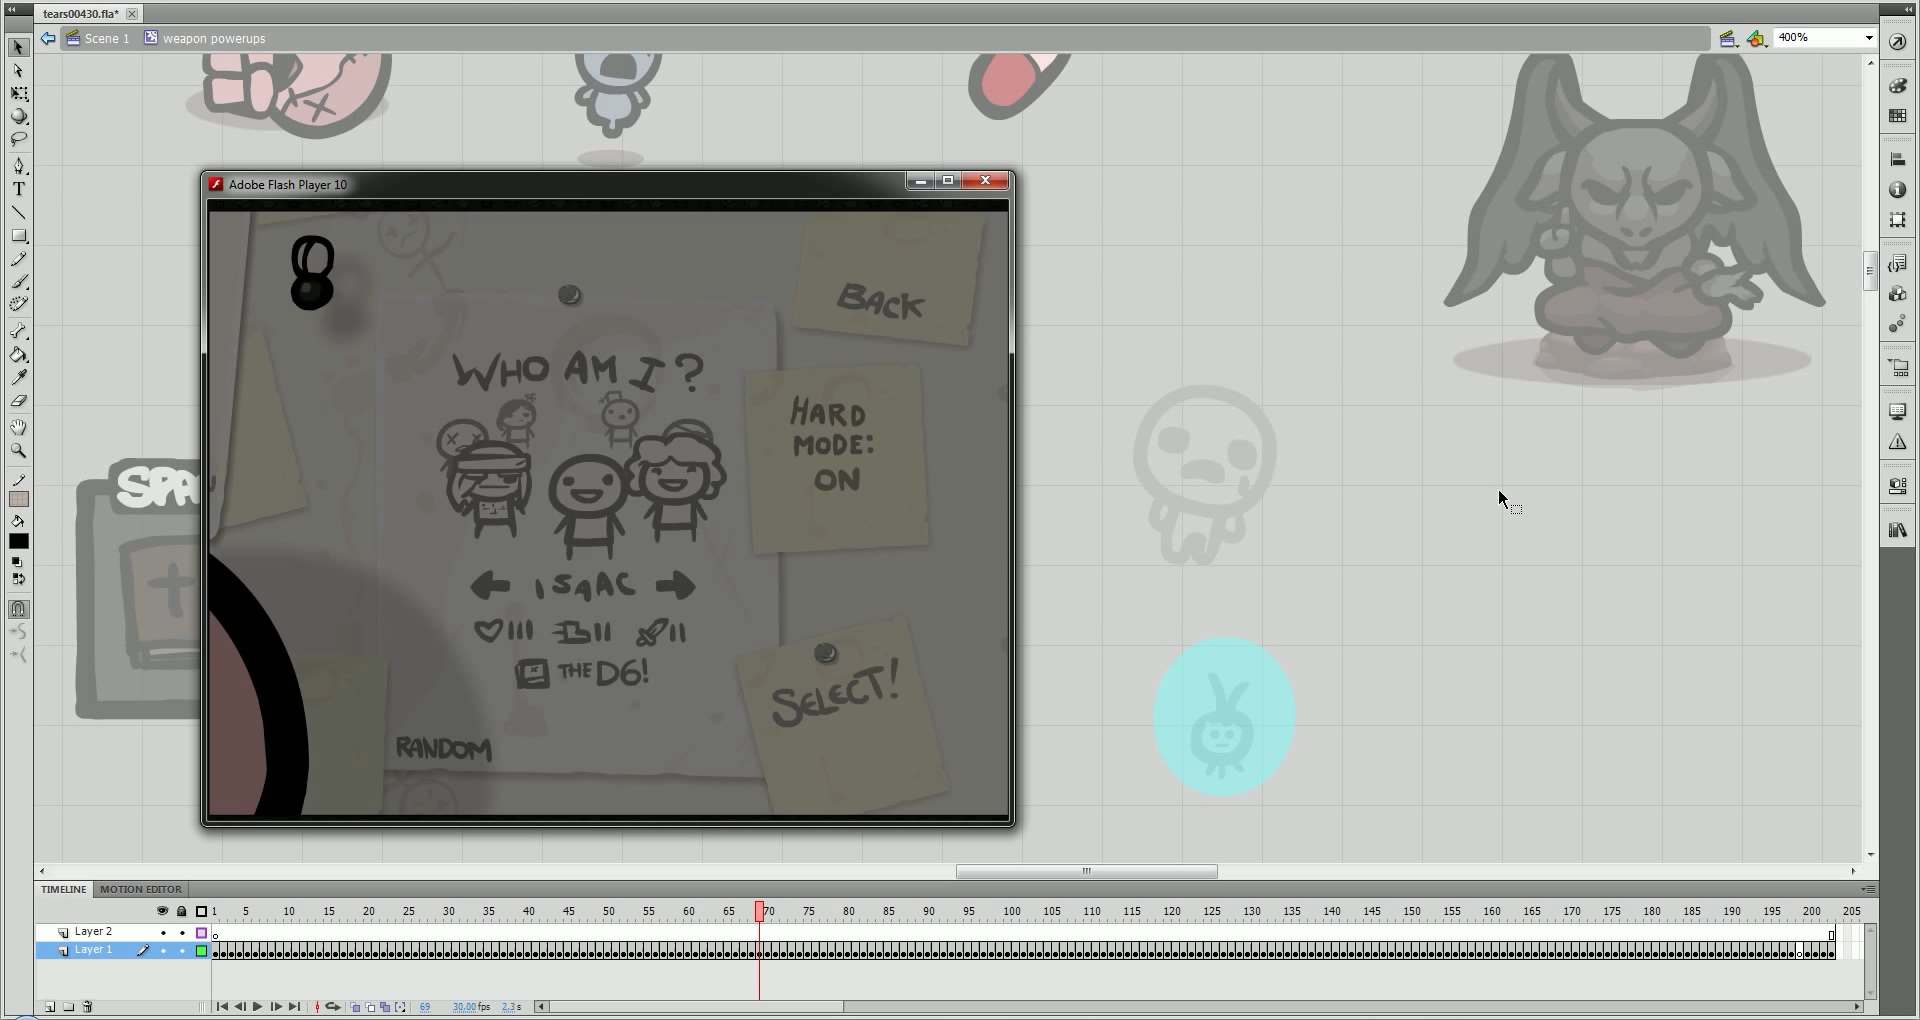 tears00430.fla*
Scene 1
weapon powerups
400%
Adobe Flash Player 10
BACK
WHO AM I?
HARD
MODE:
ON
ISAAC
THE D6!
SELECT!
RANDOM
TIMELINE
MOTION EDITOR
1 5 10 15 20 25 30 35 40 45 50 55 60 65 70 75 80 85 90 95 100 105 110 115 120 125 130 135 140 145 150 155 160 165 170 175 180 185 190 195 200 205
Layer 2
Layer 1
69 30.00 fps 2.3 s